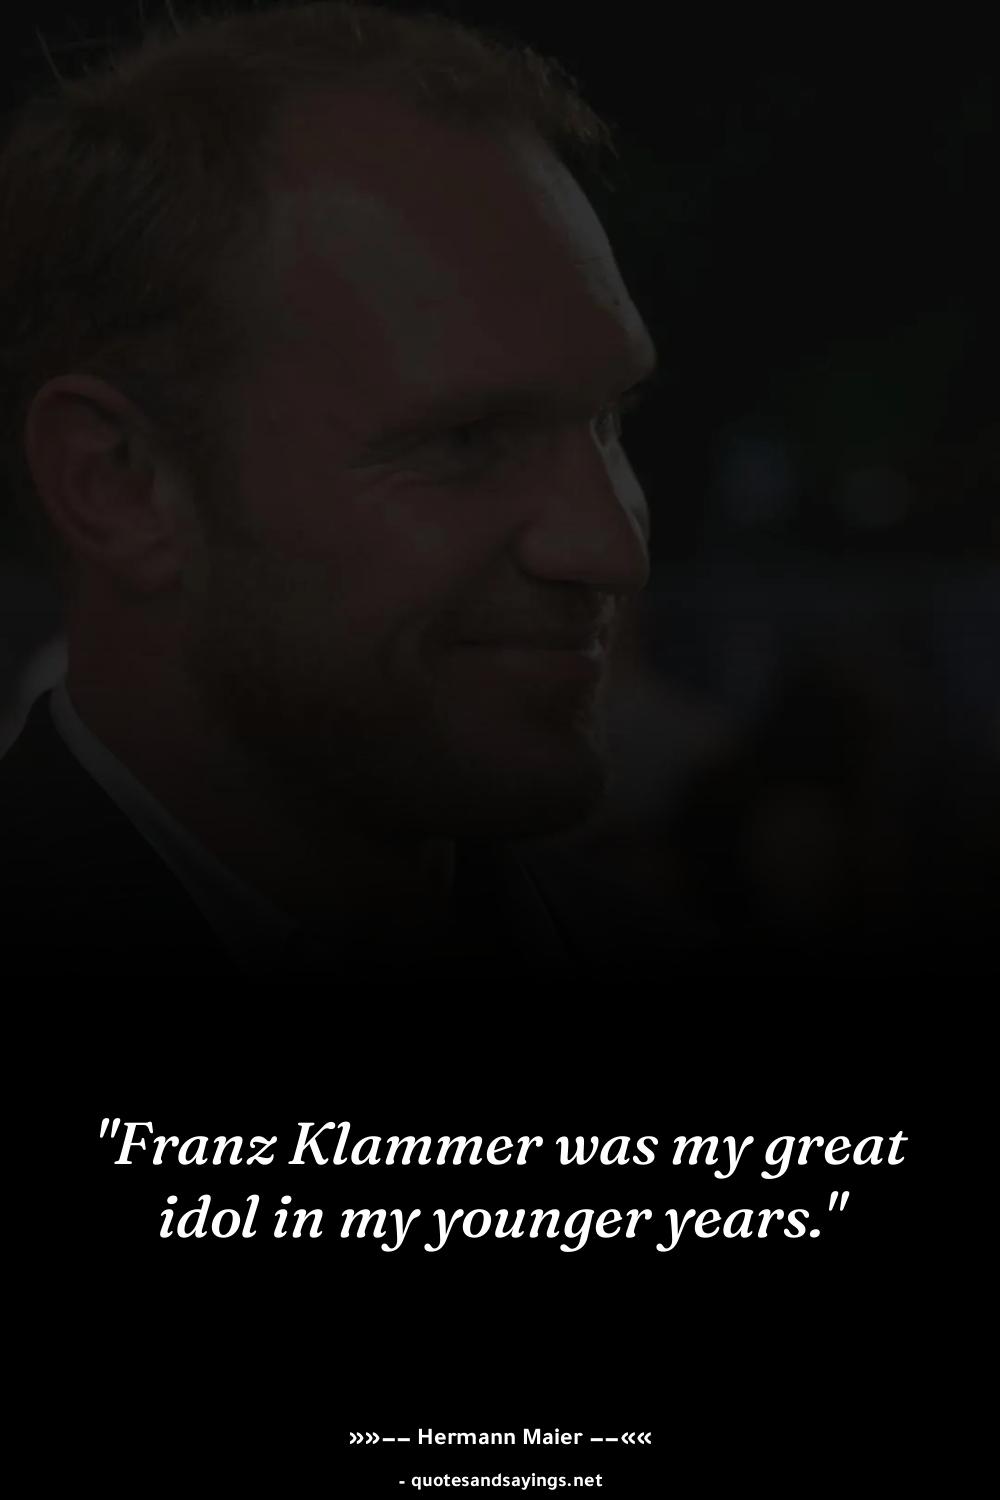 "Franz Klammer was my great
idol in my younger years."
»»−− Hermann Maier −−««
- quotesandsayings.net